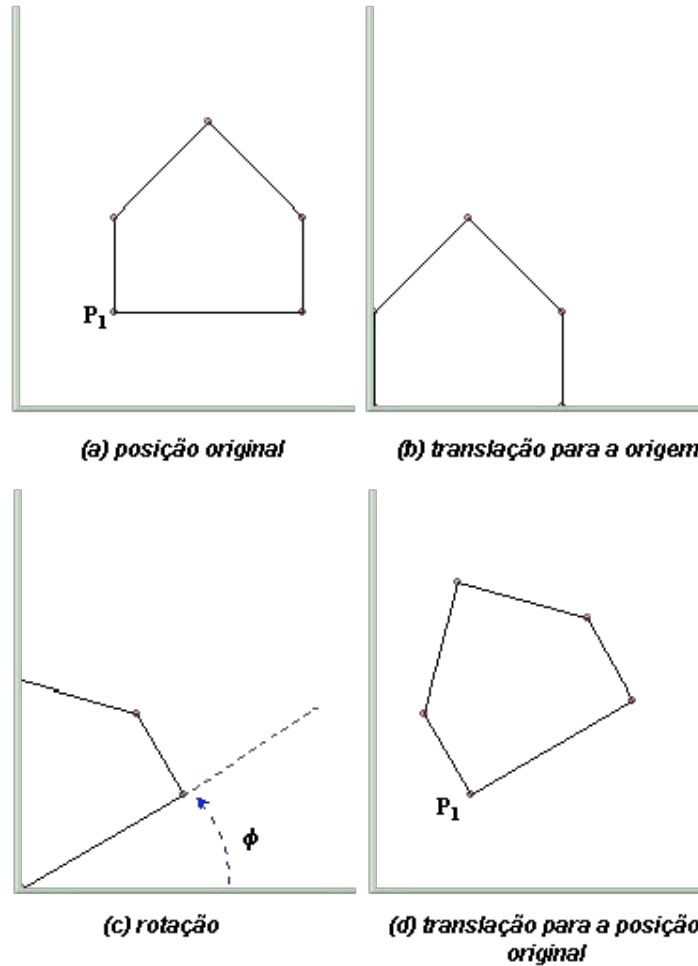 P1
(a) posição original
(b) translação para a origem
ϕ
P1
(c) rotação
(d) translação para a posição
original